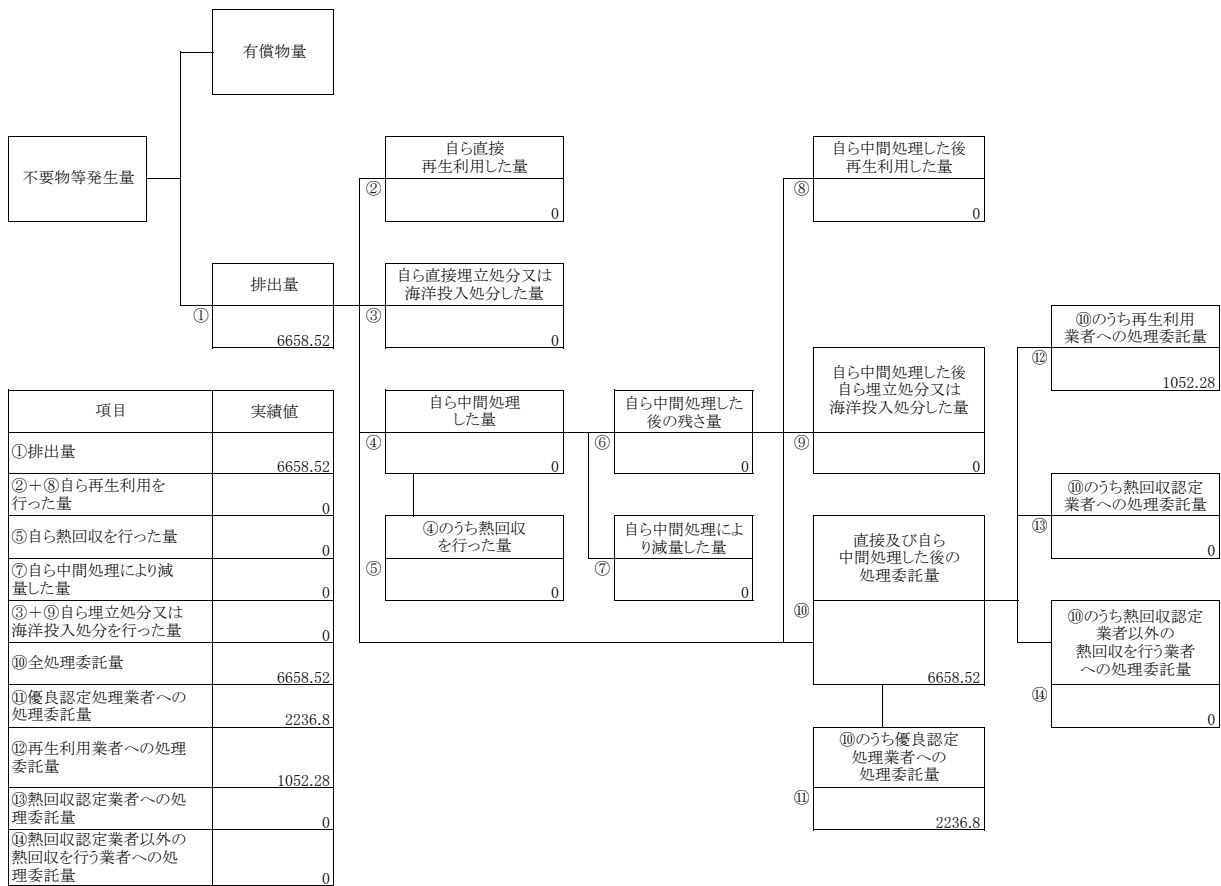 有償物量
不要物等発生量
自ら直接
再生利用した量
②
0
自ら中間処理した後
再生利用した量
⑧
0
排出量
①
6658.52
自ら直接埋立処分又は
海洋投入処分した量
③
0
⑩のうち再生利用
業者への処理委託量
⑫
1052.28
自ら中間処理
した量
④
0
自ら中間処理した
後の残さ量
⑥
0
自ら中間処理した後
自ら埋立処分又は
海洋投入処分した量
⑨
0
⑩のうち熱回収認定
業者への処理委託量
⑬
0
④のうち熱回収
を行った量
⑤
0
自ら中間処理によ
り減量した量
⑦
0
直接及び自ら
中間処理した後の
処理委託量
⑩
6658.52
⑩のうち熱回収認定
業者以外の
熱回収を行う業者
への処理委託量
⑭
0
⑩のうち優良認定
処理業者への
処理委託量
⑪
2236.8
項目 実績値
①排出量
6658.52
②+⑧自ら再生利用を
行った量
0
⑤自ら熱回収を行った量
0
⑦自ら中間処理により減
量した量
0
③+⑨自ら埋立処分又は
海洋投入処分を行った量
0
⑩全処理委託量
6658.52
⑪優良認定処理業者への
処理委託量
2236.8
⑫再生利用業者への処理
委託量
1052.28
⑬熱回収認定業者への処
理委託量
0
⑭熱回収認定業者以外の
熱回収を行う業者への処
理委託量
0